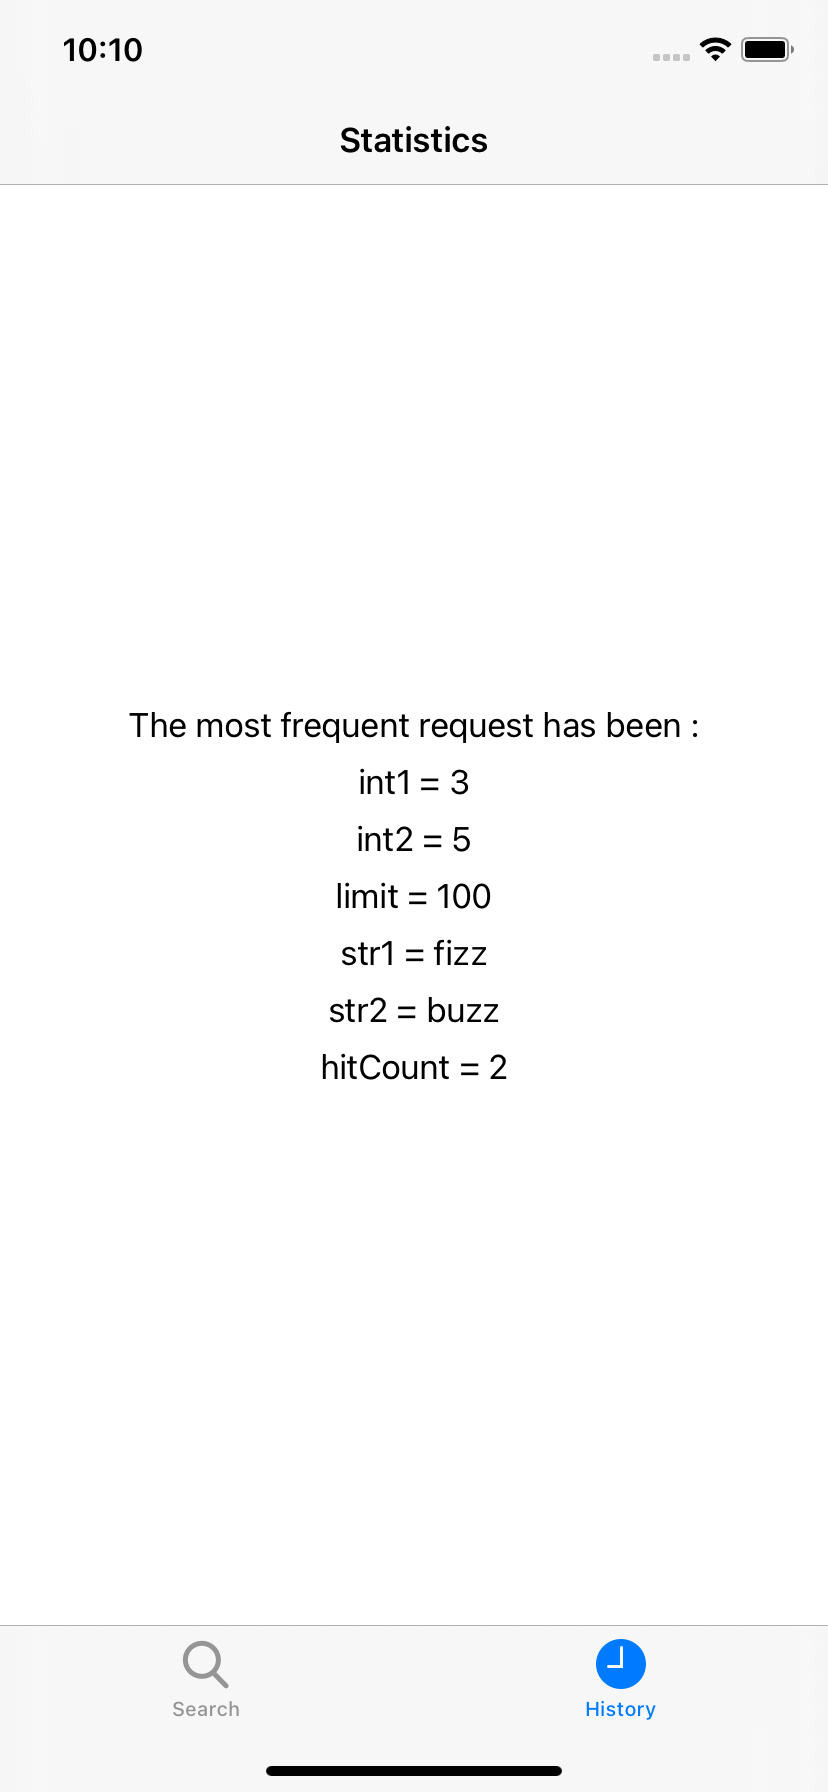 10:10
Statistics
The most frequent request has been :
int1 = 3
int2 = 5
limit = 100
str1 = fizz
str2 = buzz
hitCount = 2
Search
History